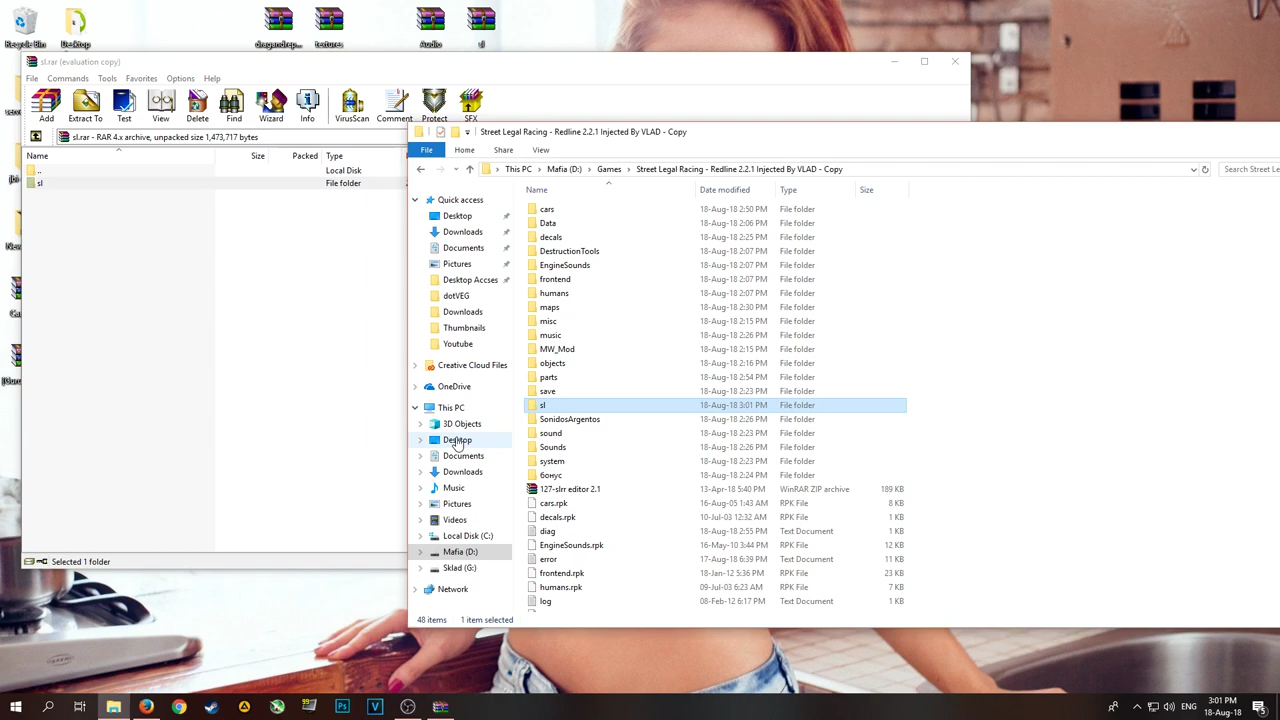 Recycle Bin
Desktop
dragandrep...
textures
Audio
sl
sl.rar (evaluation copy)
File Commands Tools Favorites Options Help
Add Extract To Test View Delete Find Wizard Info VirusScan Comment Protect SFX
sl.rar - RAR 4.x archive, unpacked size 1,473,717 bytes
Name Size Packed Type
.. Local Disk
sl File folder
Selected 1 folder
Street Legal Racing - Redline 2.2.1 Injected By VLAD - Copy
File Home Share View
This PC Mafia (D:) Games Street Legal Racing - Redline 2.2.1 Injected By VLAD - Copy
Search Street Le
Quick access
Desktop
Downloads
Documents
Pictures
Desktop Accses
dotVEG
Downloads
Thumbnails
Youtube
Creative Cloud Files
OneDrive
This PC
3D Objects
Desktop
Documents
Downloads
Music
Pictures
Videos
Local Disk (C:)
Mafia (D:)
Sklad (G:)
Network
Name Date modified Type Size
cars 18-Aug-18 2:50 PM File folder
Data 18-Aug-18 2:06 PM File folder
decals 18-Aug-18 2:25 PM File folder
DestructionTools 18-Aug-18 2:07 PM File folder
EngineSounds 18-Aug-18 2:07 PM File folder
frontend 18-Aug-18 2:07 PM File folder
humans 18-Aug-18 2:07 PM File folder
maps 18-Aug-18 2:30 PM File folder
misc 18-Aug-18 2:15 PM File folder
music 18-Aug-18 2:26 PM File folder
MW_Mod 18-Aug-18 2:15 PM File folder
objects 18-Aug-18 2:16 PM File folder
parts 18-Aug-18 2:54 PM File folder
save 18-Aug-18 2:23 PM File folder
sl 18-Aug-18 3:01 PM File folder
SonidosArgentos 18-Aug-18 2:23 PM File folder
sound 18-Aug-18 2:23 PM File folder
Sounds 18-Aug-18 2:26 PM File folder
system 18-Aug-18 2:23 PM File folder
бонус 18-Aug-18 2:24 PM File folder
127-slrr editor 2.1 13-Apr-18 5:40 PM WinRAR ZIP archive 189 KB
cars.rpk 16-Aug-05 1:43 AM RPK File 8 KB
decals.rpk 10-Jul-03 12:32 AM RPK File 1 KB
diag 18-Aug-18 2:55 PM Text Document 1 KB
EngineSounds.rpk 16-May-10 3:44 PM RPK File 12 KB
error 17-Aug-18 6:39 PM Text Document 11 KB
frontend.rpk 18-Jan-12 5:36 PM RPK File 23 KB
humans.rpk 09-Jul-03 6:23 AM RPK File 7 KB
log 08-Feb-12 6:17 PM Text Document 1 KB
48 items 1 item selected
3:01 PM
18-Aug-18